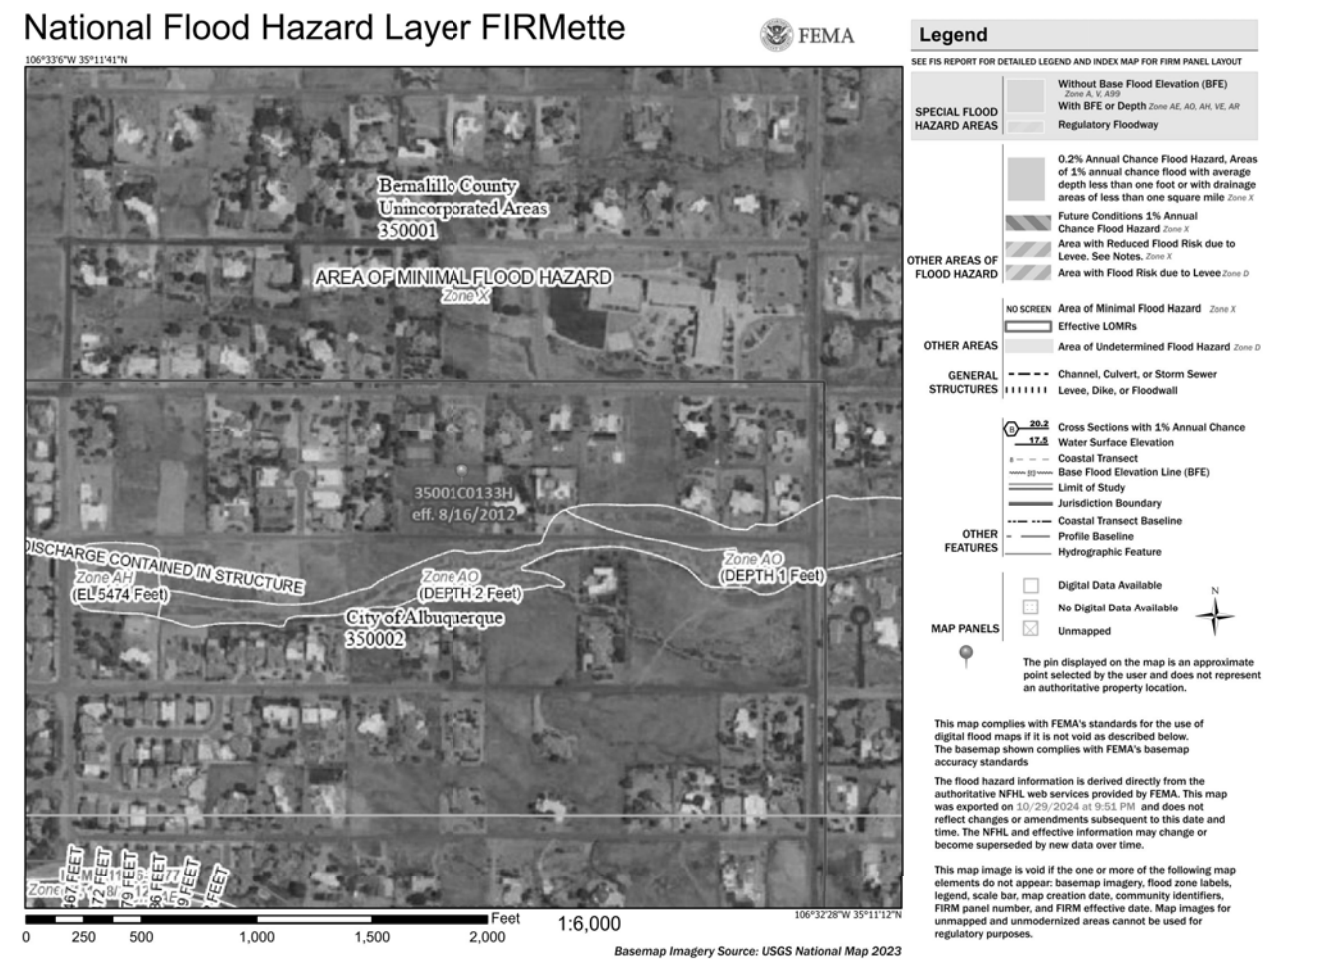 National Flood Hazard Layer FIRMette
FEMA
106°33'6"W 35°11'41"N
Bernalillo County
Unincorporated Areas
350001
AREA OF MINIMAL FLOOD HAZARD
Zone X
35001C0133H
eff. 8/16/2012
DISCHARGE CONTAINED IN STRUCTURE
Zone AH
(EL 5474 Feet)
Zone AO
(DEPTH 2 Feet)
Zone AO
(DEPTH 1 Feet)
City of Albuquerque
350002
Zone
FEET
72 FEET
79 FEET
FEET
9 FEET
FEET
106°32'28"W 35°11'12"N
Feet
1:6,000
0
250
500
1,000
1,500
2,000
Basemap Imagery Source: USGS National Map 2023
Legend
SEE FIS REPORT FOR DETAILED LEGEND AND INDEX MAP FOR FIRM PANEL LAYOUT
SPECIAL FLOOD
HAZARD AREAS
Without Base Flood Elevation (BFE)
Zone A, V, A99
With BFE or Depth Zone AE, AO, AH, VE, AR
Regulatory Floodway
OTHER AREAS OF
FLOOD HAZARD
0.2% Annual Chance Flood Hazard, Areas
of 1% annual chance flood with average
depth less than one foot or with drainage
areas of less than one square mile Zone X
Future Conditions 1% Annual
Chance Flood Hazard Zone X
Area with Reduced Flood Risk due to
Levee. See Notes. Zone X
Area with Flood Risk due to Levee Zone D
OTHER AREAS
NO SCREEN Area of Minimal Flood Hazard Zone X
Effective LOMRs
Area of Undetermined Flood Hazard Zone D
GENERAL
STRUCTURES
Channel, Culvert, or Storm Sewer
Levee, Dike, or Floodwall
OTHER
FEATURES
B 20.2 Cross Sections with 1% Annual Chance
17.5 Water Surface Elevation
8 Coastal Transect
513 Base Flood Elevation Line (BFE)
Limit of Study
Jurisdiction Boundary
Coastal Transect Baseline
Profile Baseline
Hydrographic Feature
MAP PANELS
Digital Data Available
No Digital Data Available
Unmapped
N
The pin displayed on the map is an approximate
point selected by the user and does not represent
an authoritative property location.
This map complies with FEMA's standards for the use of
digital flood maps if it is not void as described below.
The basemap shown complies with FEMA's basemap
accuracy standards
The flood hazard information is derived directly from the
authoritative NFHL web services provided by FEMA. This map
was exported on 10/29/2024 at 9:51 PM and does not
reflect changes or amendments subsequent to this date and
time. The NFHL and effective information may change or
become superseded by new data over time.
This map image is void if the one or more of the following map
elements do not appear: basemap imagery, flood zone labels,
legend, scale bar, map creation date, community identifiers,
FIRM panel number, and FIRM effective date. Map images for
unmapped and unmodernized areas cannot be used for
regulatory purposes.